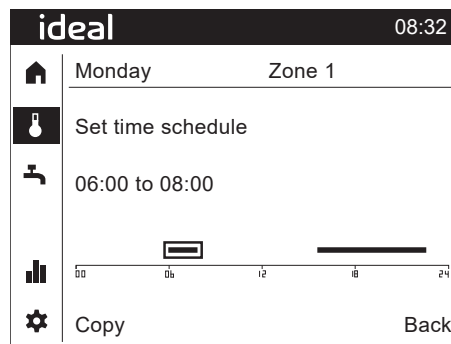 ideal 08:32
Monday Zone 1
Set time schedule
06:00 to 08:00
00 06 12 18 24
Copy Back